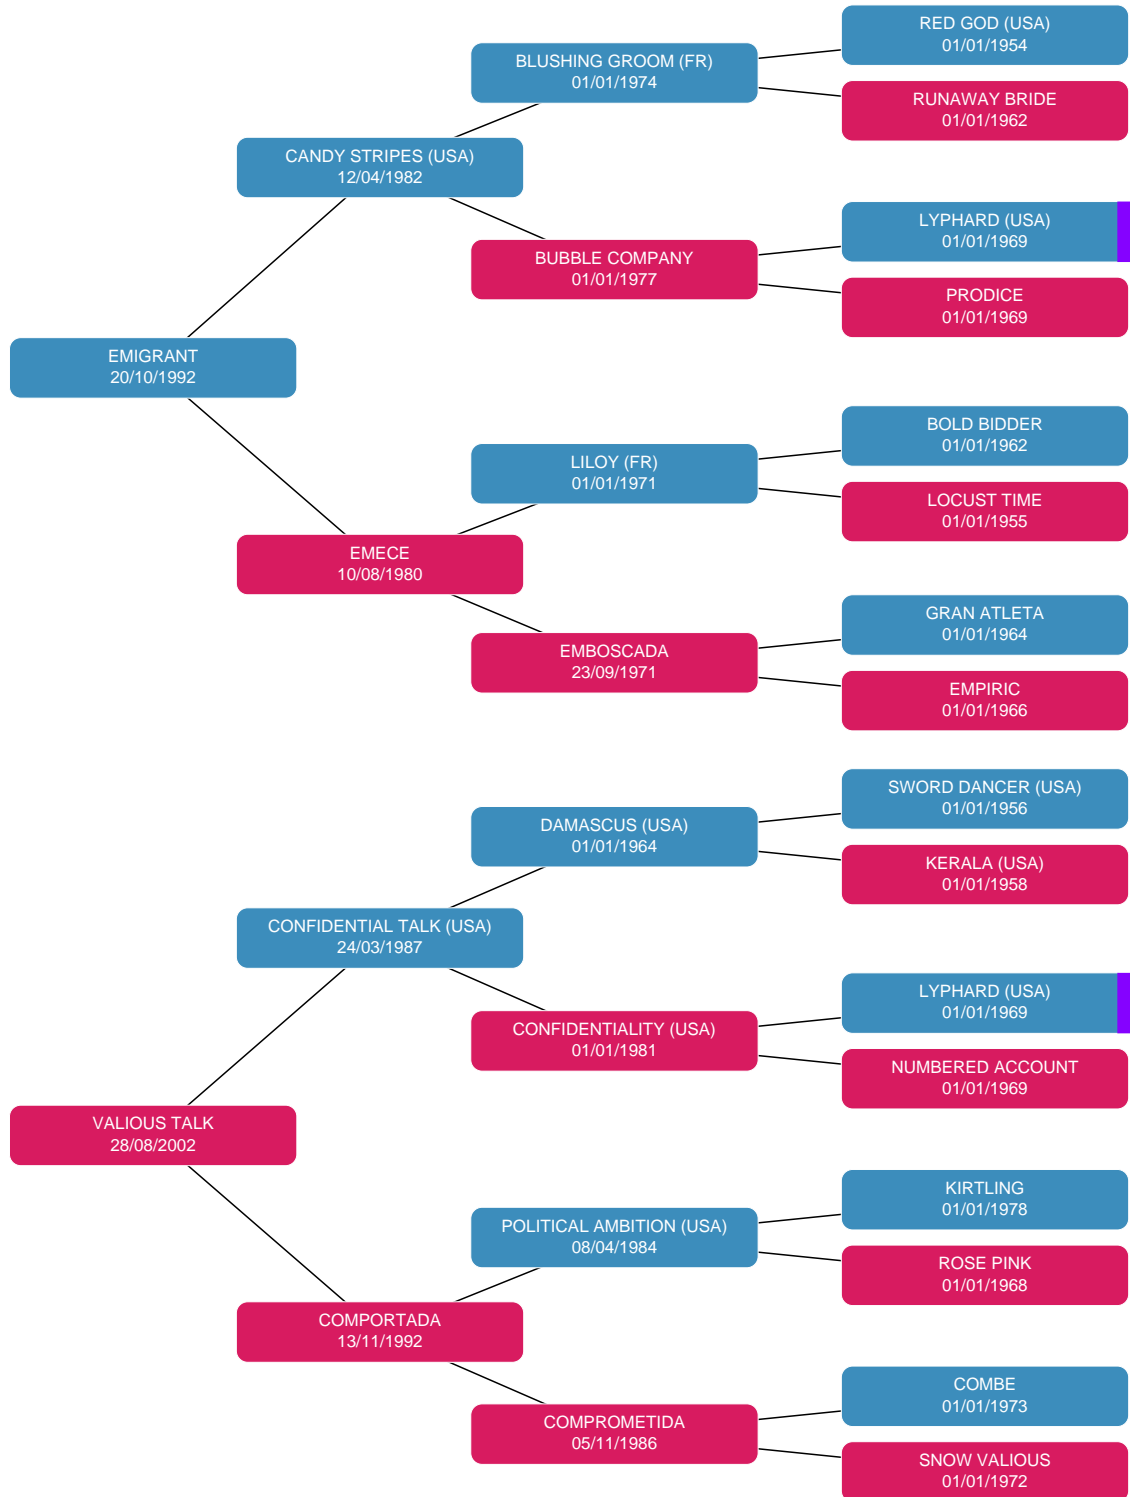 RED GOD (USA)
01/01/1954
BLUSHING GROOM (FR)
01/01/1974
RUNAWAY BRIDE
01/01/1962
CANDY STRIPES (USA)
12/04/1982
LYPHARD (USA)
01/01/1969
BUBBLE COMPANY
01/01/1977
PRODICE
01/01/1969
EMIGRANT
20/10/1992
BOLD BIDDER
01/01/1962
LILOY (FR)
01/01/1971
LOCUST TIME
01/01/1955
EMECE
10/08/1980
GRAN ATLETA
01/01/1964
EMBOSCADA
23/09/1971
EMPIRIC
01/01/1966
SWORD DANCER (USA)
01/01/1956
DAMASCUS (USA)
01/01/1964
KERALA (USA)
01/01/1958
CONFIDENTIAL TALK (USA)
24/03/1987
LYPHARD (USA)
01/01/1969
CONFIDENTIALITY (USA)
01/01/1981
NUMBERED ACCOUNT
01/01/1969
VALIOUS TALK
28/08/2002
KIRTLING
01/01/1978
POLITICAL AMBITION (USA)
08/04/1984
ROSE PINK
01/01/1968
COMPORTADA
13/11/1992
COMBE
01/01/1973
COMPROMETIDA
05/11/1986
SNOW VALIOUS
01/01/1972